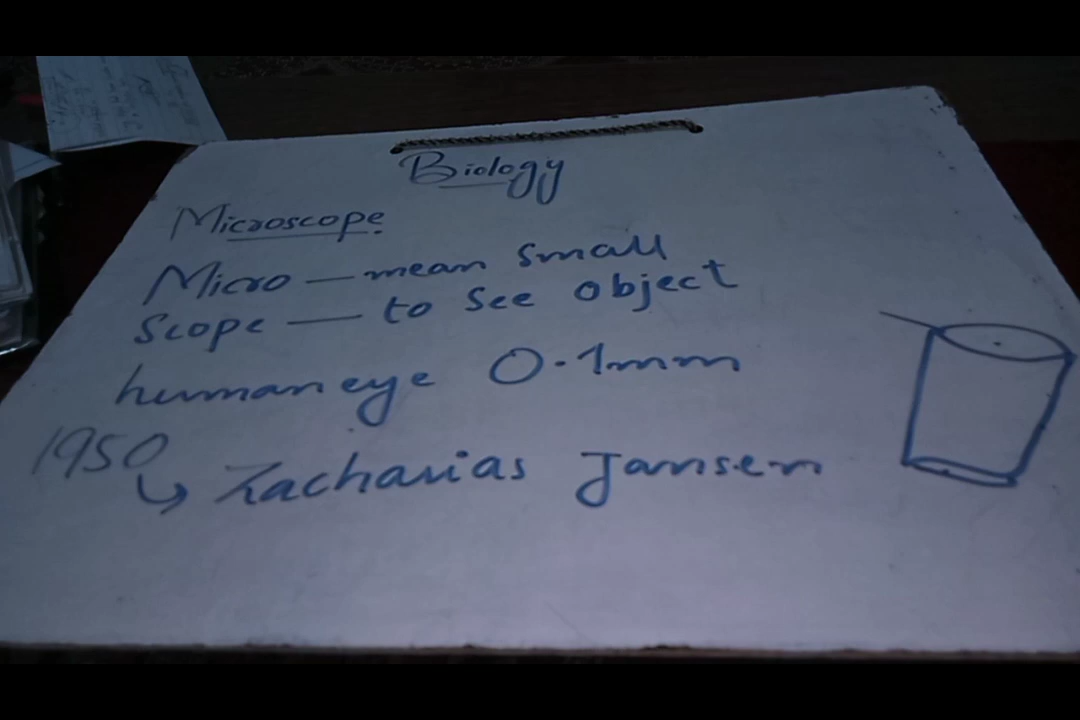 Biology
Microscope.
Micro — mean small
Scope — to see object
human eye 0.1mm
1950
↳ Zacharias Jansen